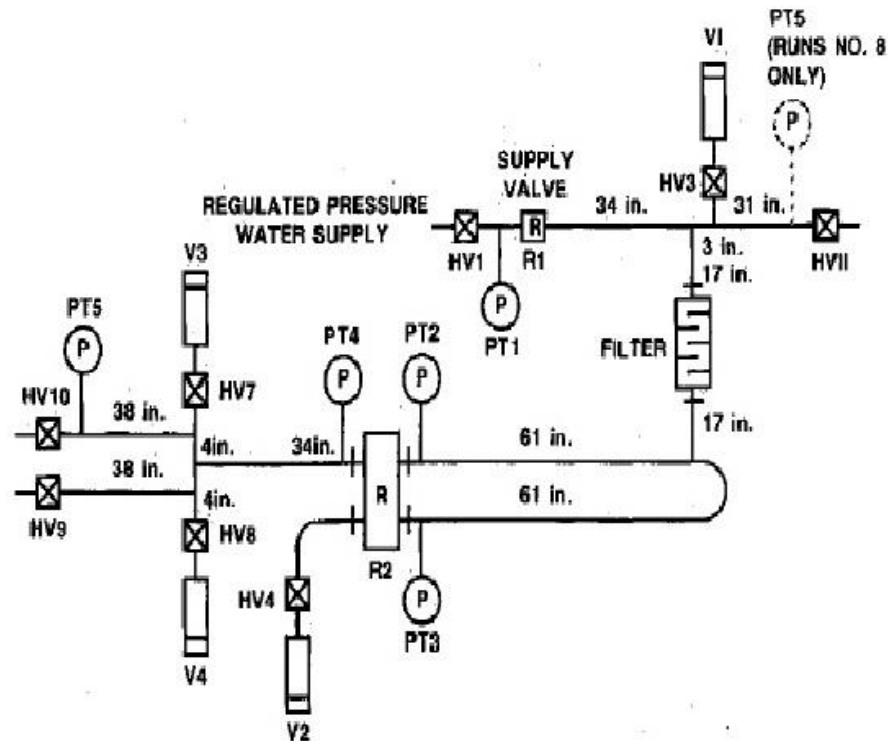 PT5
(RUNS NO. 8
ONLY)
V1
P
SUPPLY
VALVE
HV3
34 in.
31 in.
REGULATED PRESSURE
WATER SUPPLY
R
HV1
R1
3 in.
HVII
17 in.
V3
P
PT1
FILTER
PT5
P
PT4
P
PT2
P
HV10
HV7
38 in.
17 in.
4in.
34in.
61 in.
38 in.
4in.
R
61 in.
HV9
HV8
R2
HV4
P
PT3
V4
V2